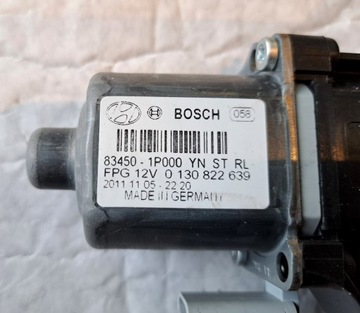 BOSCH 058
83450-1P000 YN ST RL
FPG 12V 0 130 822 639
2011 11 05 - 22 20
MADE IN GERMANY